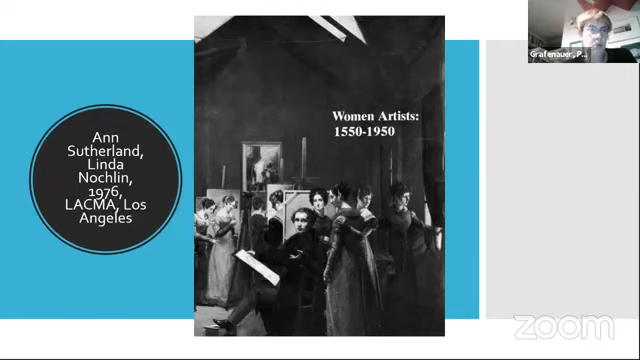 Ann
Sutherland,
Linda
Nochlin,
1976,
LACMA, Los
Angeles
Women Artists:
1550-1950
Grafenauer, P...
zoom